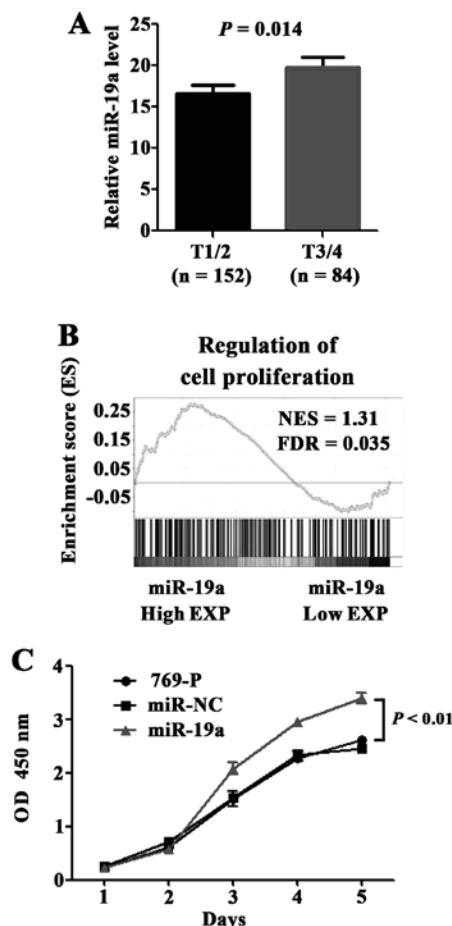 A
P = 0.014
Relative miR-19a level
25
20
15
10
5
0
T1/2
(n = 152)
T3/4
(n = 84)
B
Regulation of
cell proliferation
Enrichment score (ES)
0.25
0.15
0.05
-0.05
NES = 1.31
FDR = 0.035
miR-19a
High EXP
miR-19a
Low EXP
C
OD 450 nm
4
3
2
1
0
769-P
miR-NC
miR-19a
P < 0.01
1 2 3 4 5
Days